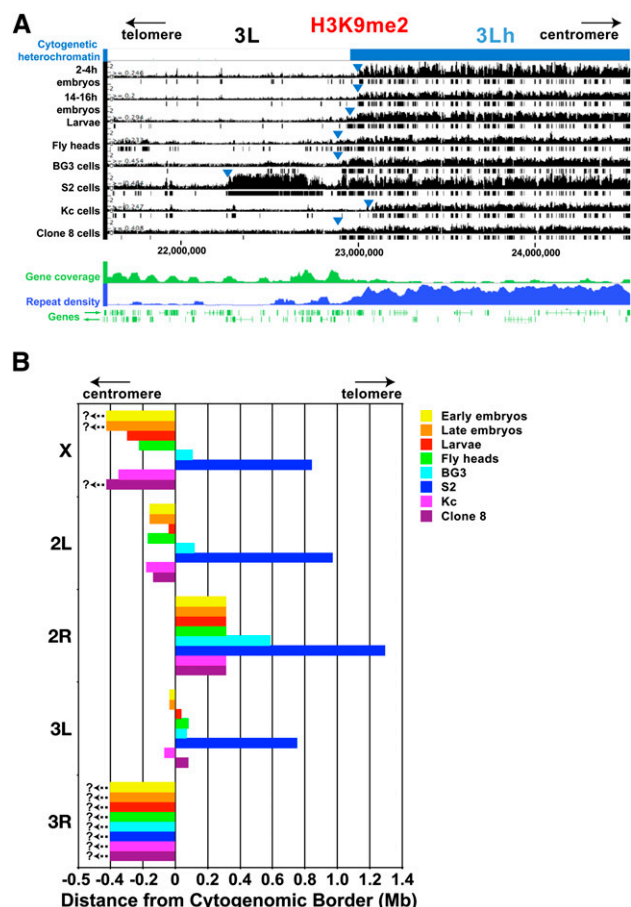 A
H3K9me2
telomere 3L 3Lh centromere
Cytogenetic
heterochromatin
2-4h
embryos
14-16h
embryos
Larvae
Fly heads
BG3 cells
S2 cells
Kc cells
Clone 8 cells
22,000,000 23,000,000 24,000,000
Gene coverage
Repeat density
Genes
B
centromere telomere
X
2L
2R
3L
3R
? ? ? ? ? ? ? ? ? ? ?
Early embryos
Late embryos
Larvae
Fly heads
BG3
S2
Kc
Clone 8
-0.5 -0.4 -0.2 0 0.2 0.4 0.6 0.8 1.0 1.2 1.4
Distance from Cytogenomic Border (Mb)